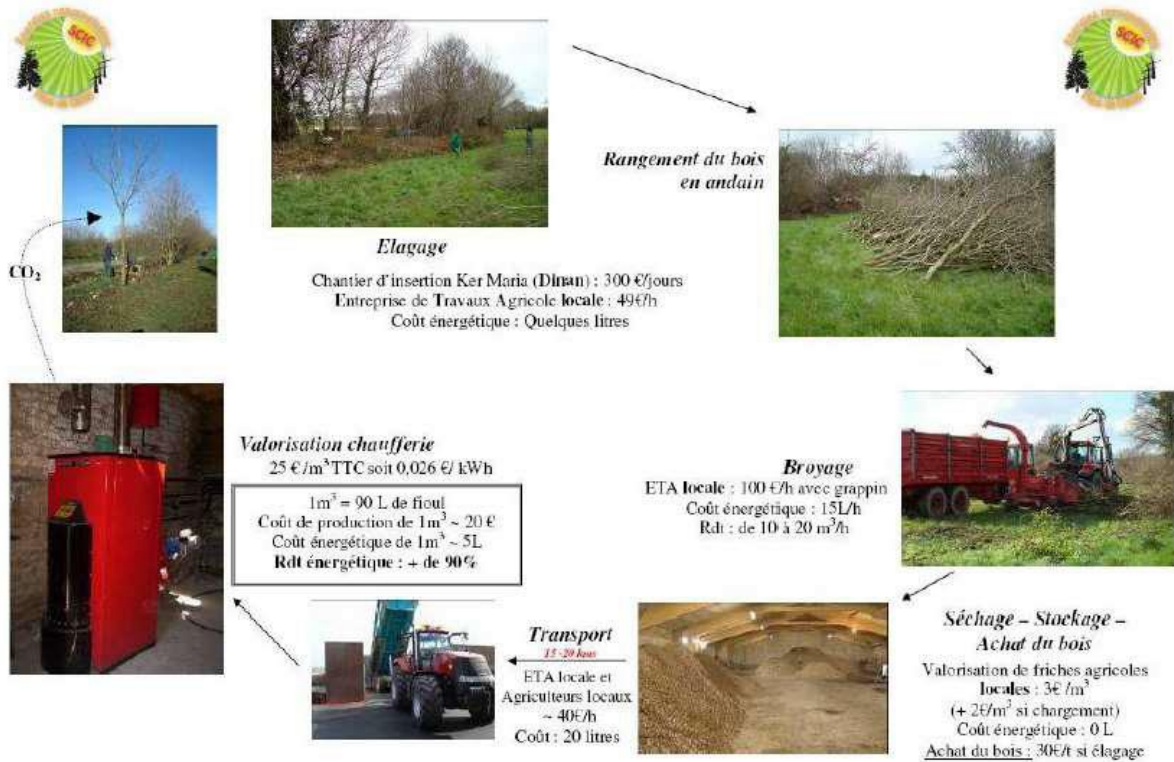 SCIC
SCIC
Elagage
Chantier d'insertion Ker Maria (Dinan) : 300 €/jours
Entreprise de Travaux Agricole locale : 49€/h
Coût énergétique : Quelques litres
Rangement du bois
en andain
Broyage
ETA locale : 100 €/h avec grappin
Coût énergétique : 15L/h
Rdt : de 10 à 20 m³/h
Séchage – Stockage –
Achat du bois
Valorisation de friches agricoles
locales : 3€ /m³
(+ 2€/m³ si chargement)
Coût énergétique : 0 L
Achat du bois : 30€/t si élagage
Transport
15 -20 kms
ETA locale et
Agriculteurs locaux
~ 40€/h
Coût : 20 litres
Valorisation chaufferie
25 €/m³ TTC soit 0,026 €/ kWh
1m³ = 90 L de fioul
Coût de production de 1m³ ~ 20 €
Coût énergétique de 1m³ ~ 5L
Rdt énergétique : + de 90%
CO₂